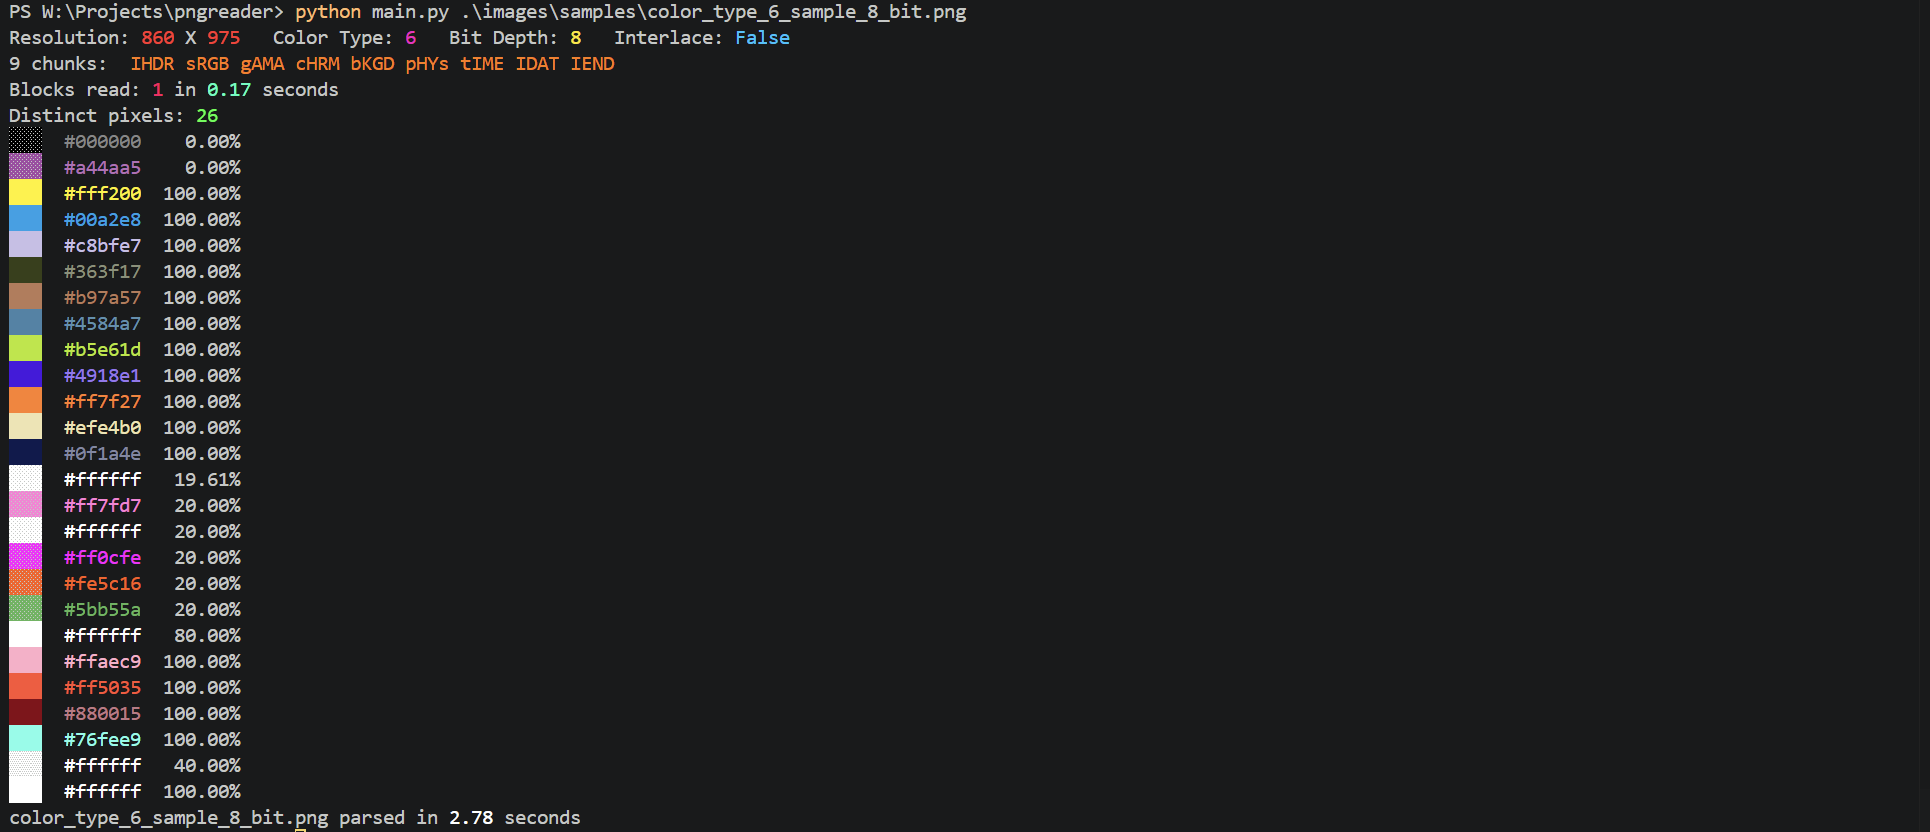 PS W:\Projects\pngreader> python main.py .\images\samples\color_type_6_sample_8_bit.png
Resolution: 860 X 975   Color Type: 6   Bit Depth: 8   Interlace: False
9 chunks:  IHDR sRGB gAMA cHRM bKGD pHYs tIME IDAT IEND
Blocks read: 1 in 0.17 seconds
Distinct pixels: 26
#000000    0.00%
#a44aa5    0.00%
#fff200  100.00%
#00a2e8  100.00%
#c8bfe7  100.00%
#363f17  100.00%
#b97a57  100.00%
#4584a7  100.00%
#b5e61d  100.00%
#4918e1  100.00%
#ff7f27  100.00%
#efe4b0  100.00%
#0f1a4e  100.00%
#ffffff   19.61%
#ff7fd7   20.00%
#ffffff   20.00%
#ff0cfe   20.00%
#fe5c16   20.00%
#5bb55a   20.00%
#ffffff   80.00%
#ffaec9  100.00%
#ff5035  100.00%
#880015  100.00%
#76fee9  100.00%
#ffffff   40.00%
#ffffff  100.00%
color_type_6_sample_8_bit.png parsed in 2.78 seconds